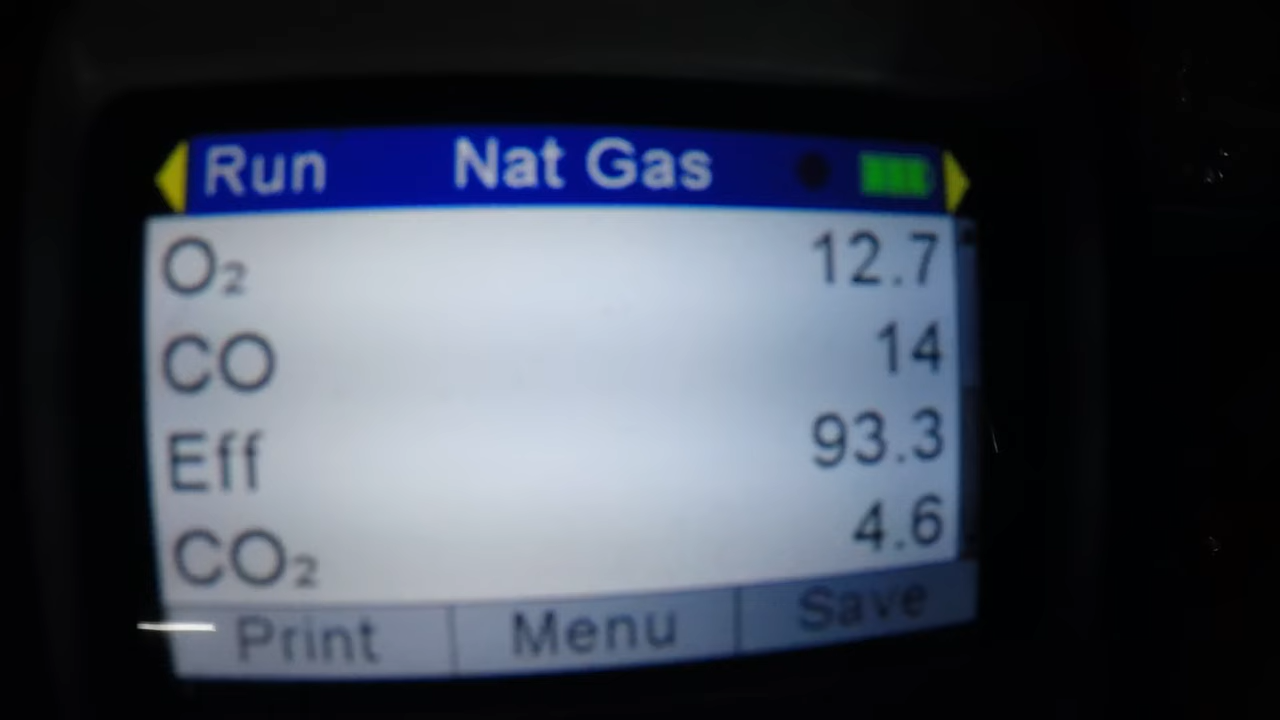 Run Nat Gas
O₂ 12.7
CO 14
Eff 93.3
CO₂ 4.6
Print Menu Save